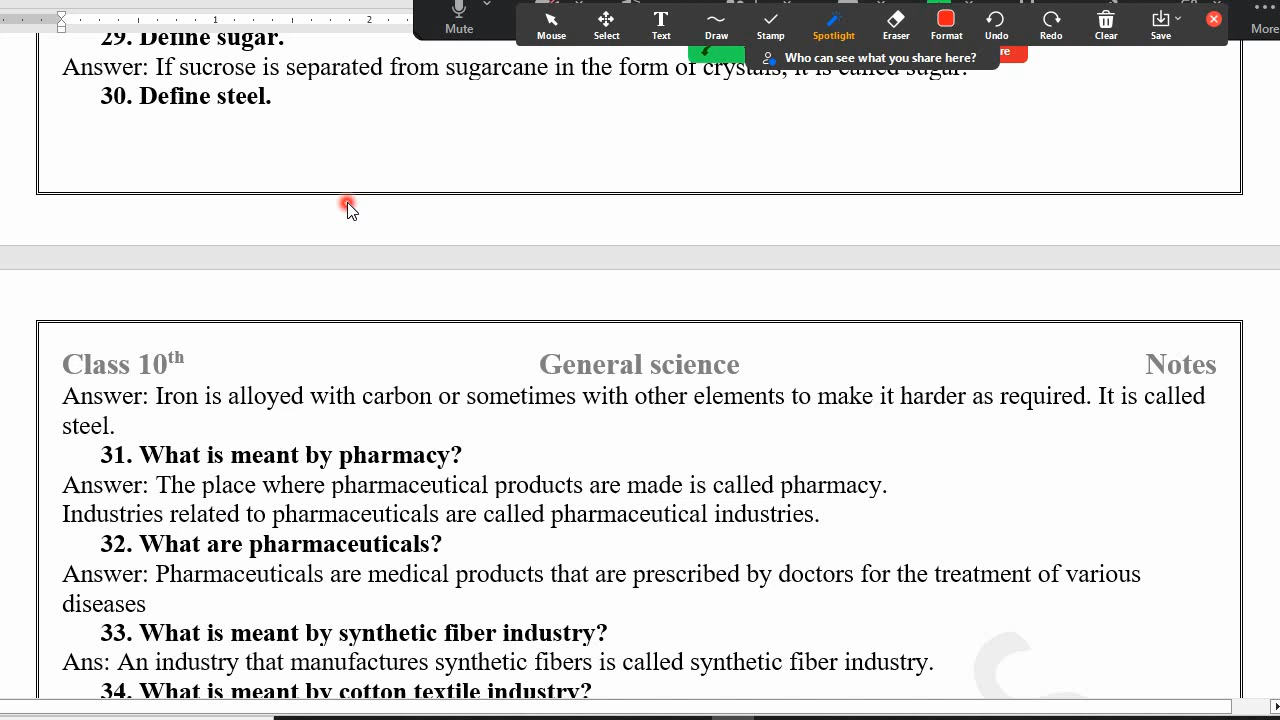 1 2
Mute
Mouse Select Text Draw Stamp Spotlight Eraser Format Undo Redo Clear Save
More
Who can see what you share here?
29. Define sugar.
Answer: If sucrose is separated from sugarcane in the form of crystals, it is called sugar.
30. Define steel.
Class 10th General science Notes
Answer: Iron is alloyed with carbon or sometimes with other elements to make it harder as required. It is called
steel.
31. What is meant by pharmacy?
Answer: The place where pharmaceutical products are made is called pharmacy.
Industries related to pharmaceuticals are called pharmaceutical industries.
32. What are pharmaceuticals?
Answer: Pharmaceuticals are medical products that are prescribed by doctors for the treatment of various
diseases
33. What is meant by synthetic fiber industry?
Ans: An industry that manufactures synthetic fibers is called synthetic fiber industry.
34. What is meant by cotton textile industry?